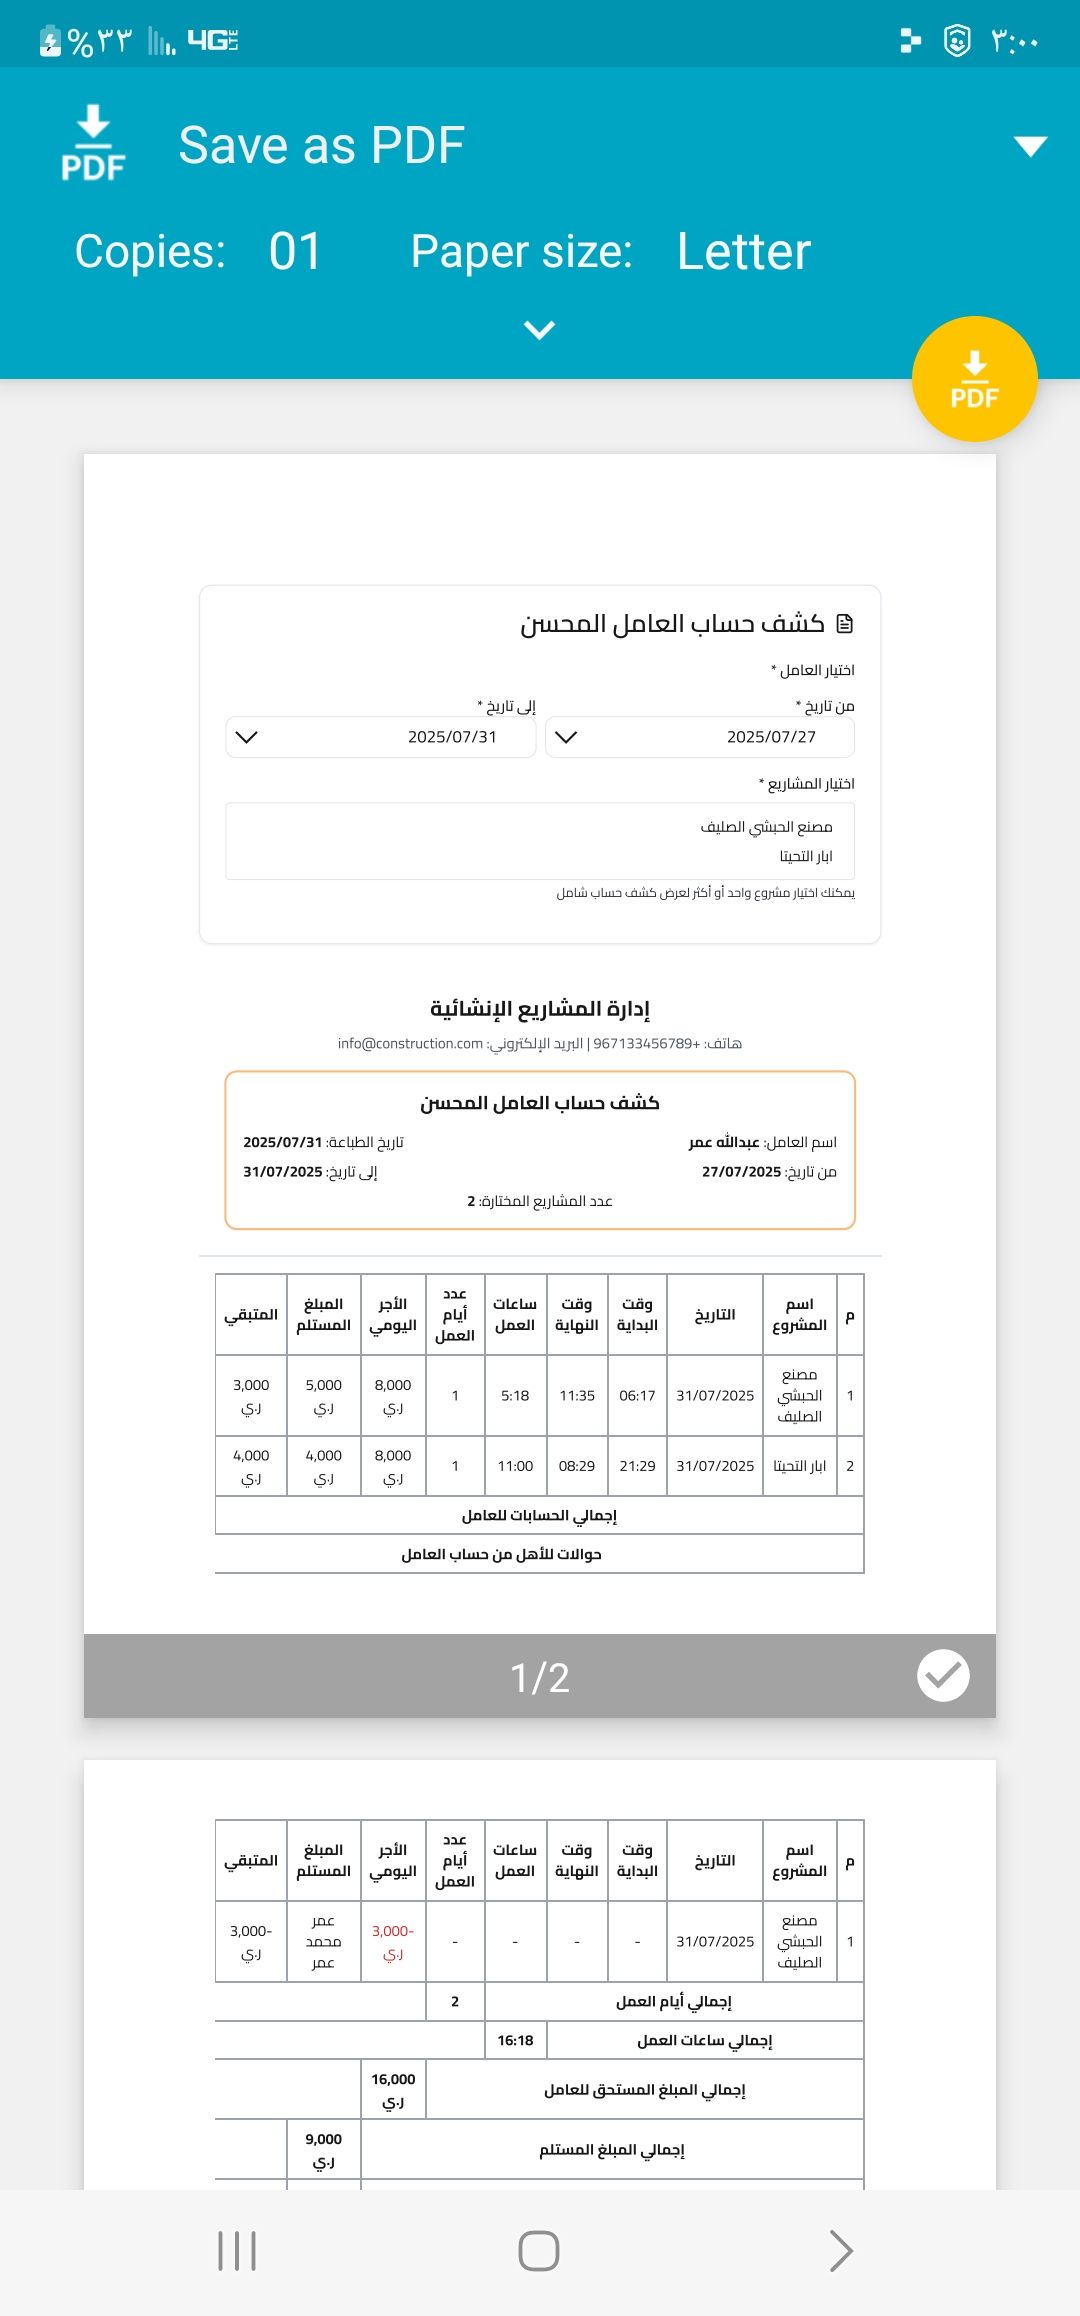 %٣٣ 4G LTE ٣:٠٠
PDF Save as PDF
Copies: 01 Paper size: Letter
PDF
كشف حساب العامل المحسن
اختيار العامل *
من تاريخ * إلى تاريخ *
2025/07/27 2025/07/31
اختيار المشاريع *
مصنع الحبشي الصليف
ابار التحيتا
يمكنك اختيار مشروع واحد أو أكثر لعرض كشف حساب شامل
إدارة المشاريع الإنشائية
هاتف: +967133456789 | البريد الإلكتروني: info@construction.com
كشف حساب العامل المحسن
اسم العامل: عبدالله عمر تاريخ الطباعة: 2025/07/31
من تاريخ: 27/07/2025 إلى تاريخ: 31/07/2025
عدد المشاريع المختارة: 2
م اسم المشروع التاريخ وقت البداية وقت النهاية ساعات العمل عدد أيام العمل الأجر اليومي المبلغ المستلم المتبقي
1 مصنع الحبشي الصليف 31/07/2025 06:17 11:35 5:18 1 8,000 ر.ي 5,000 ر.ي 3,000 ر.ي
2 ابار التحيتا 31/07/2025 21:29 08:29 11:00 1 8,000 ر.ي 4,000 ر.ي 4,000 ر.ي
إجمالي الحسابات للعامل
حوالات للأهل من حساب العامل
1/2
م اسم المشروع التاريخ وقت البداية وقت النهاية ساعات العمل عدد أيام العمل الأجر اليومي المبلغ المستلم المتبقي
1 مصنع الحبشي الصليف 31/07/2025 - - - - -3,000 ر.ي عمر محمد عمر -3,000 ر.ي
إجمالي أيام العمل 2
إجمالي ساعات العمل 16:18
إجمالي المبلغ المستحق للعامل 16,000 ر.ي
إجمالي المبلغ المستلم 9,000 ر.ي